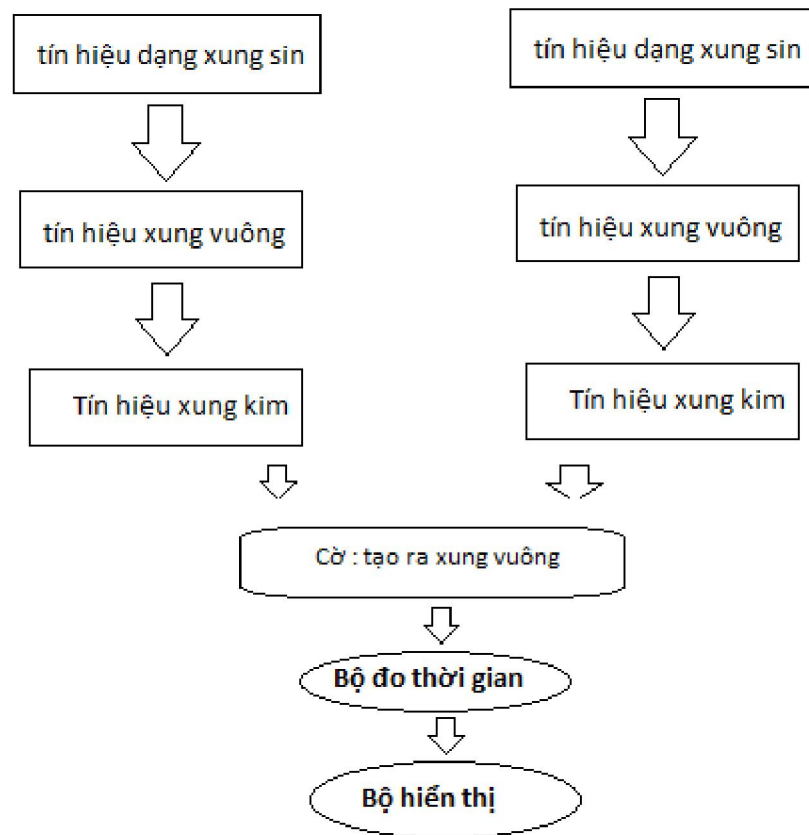 tín hiệu dạng xung sin
tín hiệu dạng xung sin
tín hiệu xung vuông
tín hiệu xung vuông
Tín hiệu xung kim
Tín hiệu xung kim
Cờ : tạo ra xung vuông
Bộ đo thời gian
Bộ hiển thị